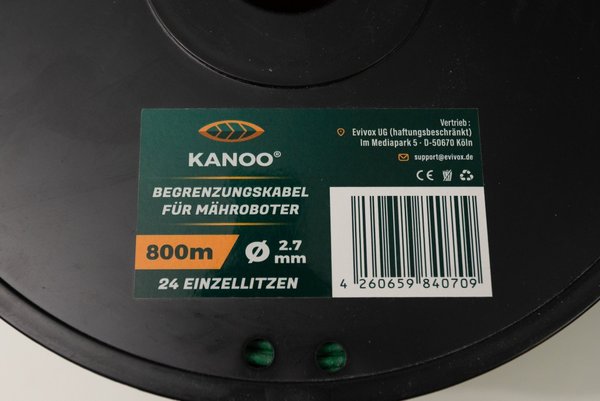 KANOO®
BEGRENZUNGSKABEL
FÜR MÄHROBOTER
800m
Ø 2.7
mm
24 EINZELLITZEN
Vertrieb :
Evivox UG (haftungsbeschränkt)
Im Mediapark 5 · D-50670 Köln
support@evivox.de
CE
4 260659 840709